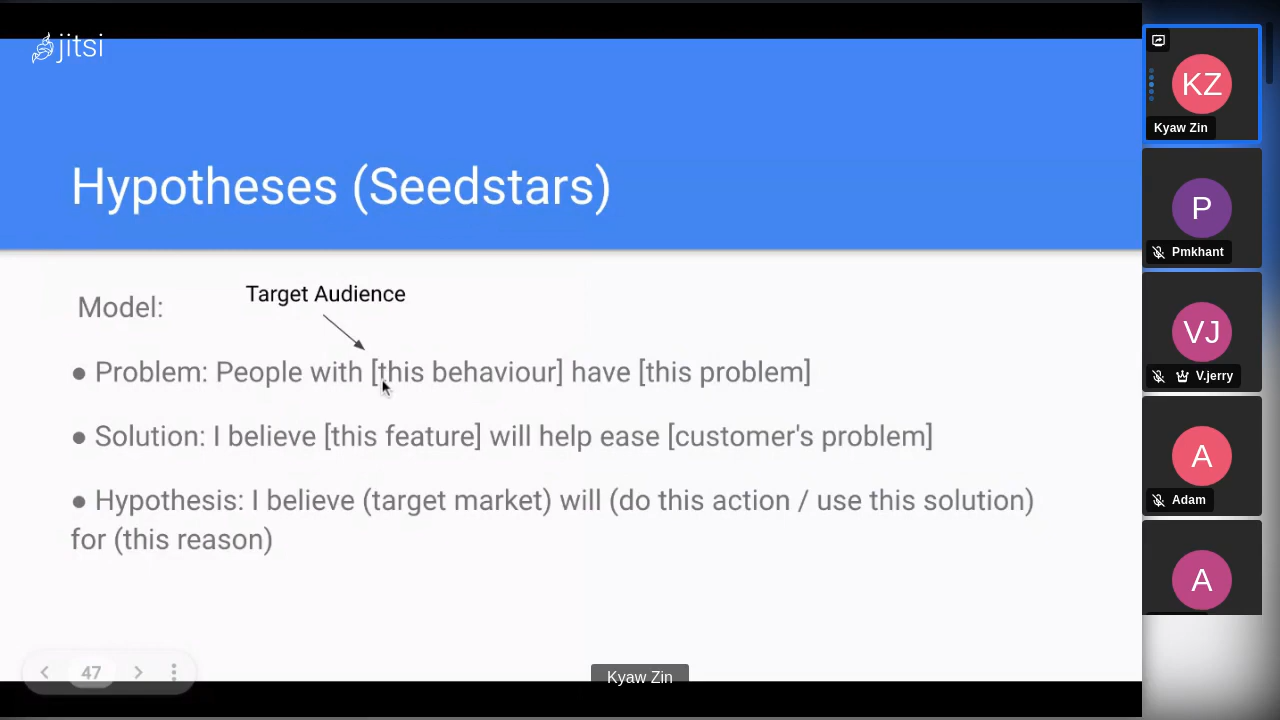 jitsi
Hypotheses (Seedstars)
Target Audience
Model:
● Problem: People with [this behaviour] have [this problem]
● Solution: I believe [this feature] will help ease [customer's problem]
● Hypothesis: I believe (target market) will (do this action / use this solution)
for (this reason)
47
Kyaw Zin
KZ
Kyaw Zin
P
Pmkhant
VJ
V.jerry
A
Adam
A